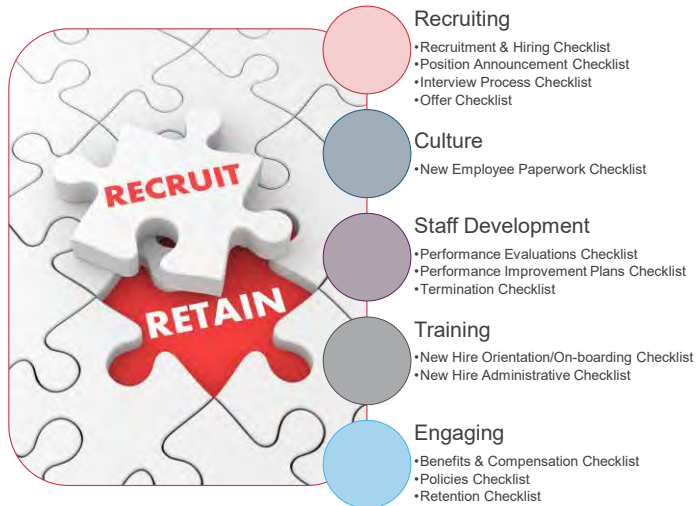 RECRUIT
RETAIN
Recruiting
•Recruitment & Hiring Checklist
•Position Announcement Checklist
•Interview Process Checklist
•Offer Checklist
Culture
•New Employee Paperwork Checklist
Staff Development
•Performance Evaluations Checklist
•Performance Improvement Plans Checklist
•Termination Checklist
Training
•New Hire Orientation/On-boarding Checklist
•New Hire Administrative Checklist
Engaging
•Benefits & Compensation Checklist
•Policies Checklist
•Retention Checklist